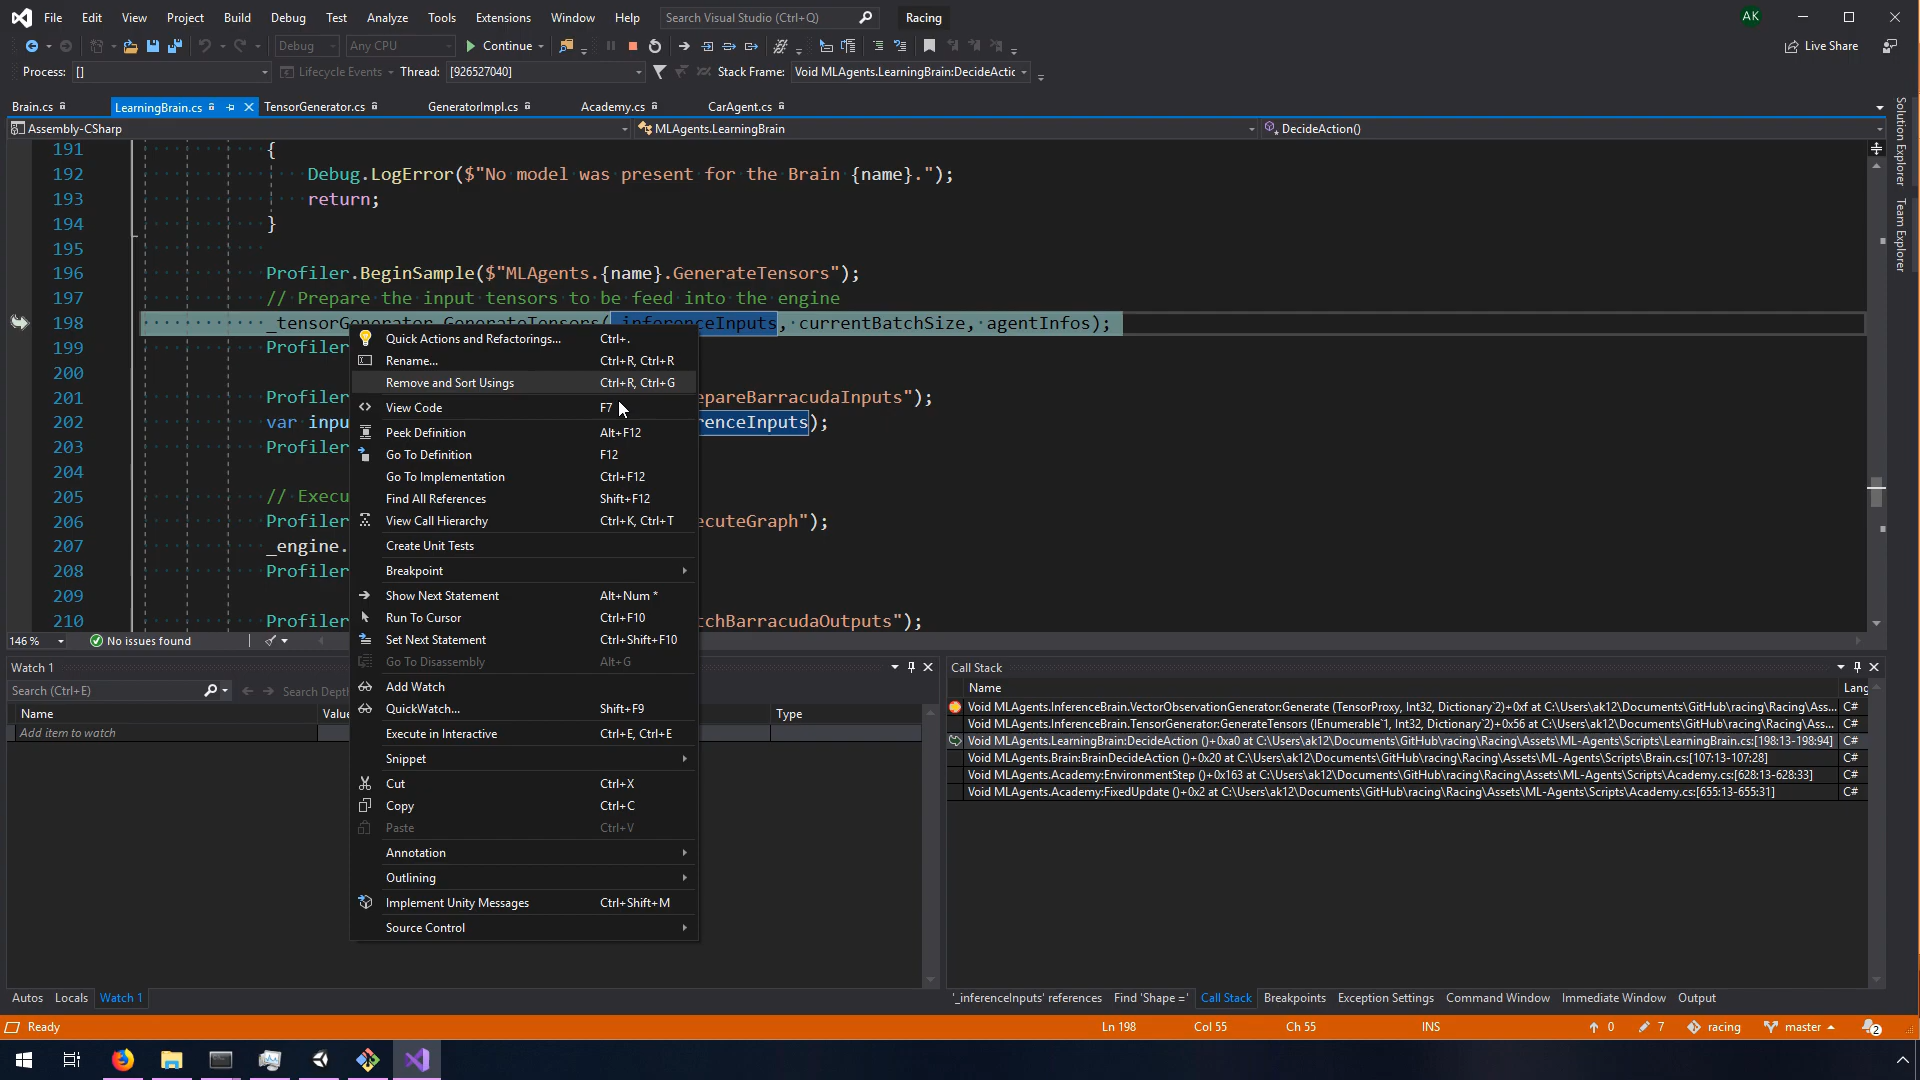 File Edit View Project Build Debug Test Analyze Tools Extensions Window Help Search Visual Studio (Ctrl+Q) Racing AK
Debug Any CPU Continue Live Share
Process: [] Lifecycle Events Thread: [926527040] Stack Frame: Void MLAgents.LearningBrain:DecideActic
Brain.cs LearningBrain.cs TensorGenerator.cs GeneratorImpl.cs Academy.cs CarAgent.cs
Assembly-CSharp MLAgents.LearningBrain DecideAction()
Solution Explorer
Team Explorer
191 {
192 Debug.LogError($"No model was present for the Brain {name}.");
193 return;
194 }
195
196 Profiler.BeginSample($"MLAgents.{name}.GenerateTensors");
197 // Prepare the input tensors to be feed into the engine
198 _tensorGenerator.GenerateTensors(_inferenceInputs, currentBatchSize, agentInfos);
199 Profiler
200
201 Profiler epareBarracudaInputs");
202 var inpu renceInputs);
203 Profiler
204
205 // Execu
206 Profiler ecuteGraph");
207 _engine.
208 Profiler
209
210 Profiler tchBarracudaOutputs");
Quick Actions and Refactorings... Ctrl+.
Rename... Ctrl+R, Ctrl+R
Remove and Sort Usings Ctrl+R, Ctrl+G
View Code F7
Peek Definition Alt+F12
Go To Definition F12
Go To Implementation Ctrl+F12
Find All References Shift+F12
View Call Hierarchy Ctrl+K, Ctrl+T
Create Unit Tests
Breakpoint
Show Next Statement Alt+Num *
Run To Cursor Ctrl+F10
Set Next Statement Ctrl+Shift+F10
Go To Disassembly Alt+G
Add Watch
QuickWatch... Shift+F9
Execute in Interactive Ctrl+E, Ctrl+E
Snippet
Cut Ctrl+X
Copy Ctrl+C
Paste Ctrl+V
Annotation
Outlining
Implement Unity Messages Ctrl+Shift+M
Source Control
146 % No issues found
Watch 1
Search (Ctrl+E) Search Depth
Name Value Type
Add item to watch
Call Stack
Name Lang
Void MLAgents.InferenceBrain.VectorObservationGenerator:Generate (TensorProxy, Int32, Dictionary`2)+0xf at C:\Users\ak12\Documents\GitHub\racing\Racing\A... C#
Void MLAgents.InferenceBrain.TensorGenerator:GenerateTensors (IEnumerable`1, Int32, Dictionary`2)+0x56 at C:\Users\ak12\Documents\GitHub\racing\Racing\Ass... C#
Void MLAgents.LearningBrain:DecideAction ()+0xa0 at C:\Users\ak12\Documents\GitHub\racing\Racing\Assets\ML-Agents\Scripts\LearningBrain.cs:[198:13-198:94] C#
Void MLAgents.Brain:BrainDecideAction ()+0x20 at C:\Users\ak12\Documents\GitHub\racing\Racing\Assets\ML-Agents\Scripts\Brain.cs:[107:13-107:28] C#
Void MLAgents.Academy:EnvironmentStep ()+0x163 at C:\Users\ak12\Documents\GitHub\racing\Racing\Assets\ML-Agents\Scripts\Academy.cs:[628:13-628:33] C#
Void MLAgents.Academy:FixedUpdate ()+0x2 at C:\Users\ak12\Documents\GitHub\racing\Racing\Assets\ML-Agents\Scripts\Academy.cs:[655:13-655:31] C#
Autos Locals Watch 1
'_inferenceInputs' references Find 'Shape =' Call Stack Breakpoints Exception Settings Command Window Immediate Window Output
Ready Ln 198 Col 55 Ch 55 INS 0 7 racing master 2